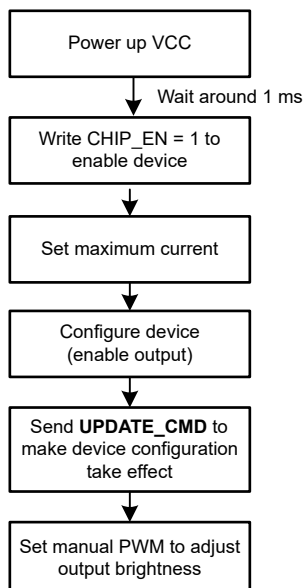 Power up VCC
Wait around 1 ms
Write CHIP_EN = 1 to
enable device
Set maximum current
Configure device
(enable output)
Send UPDATE_CMD to
make device configuration
take effect
Set manual PWM to adjust
output brightness